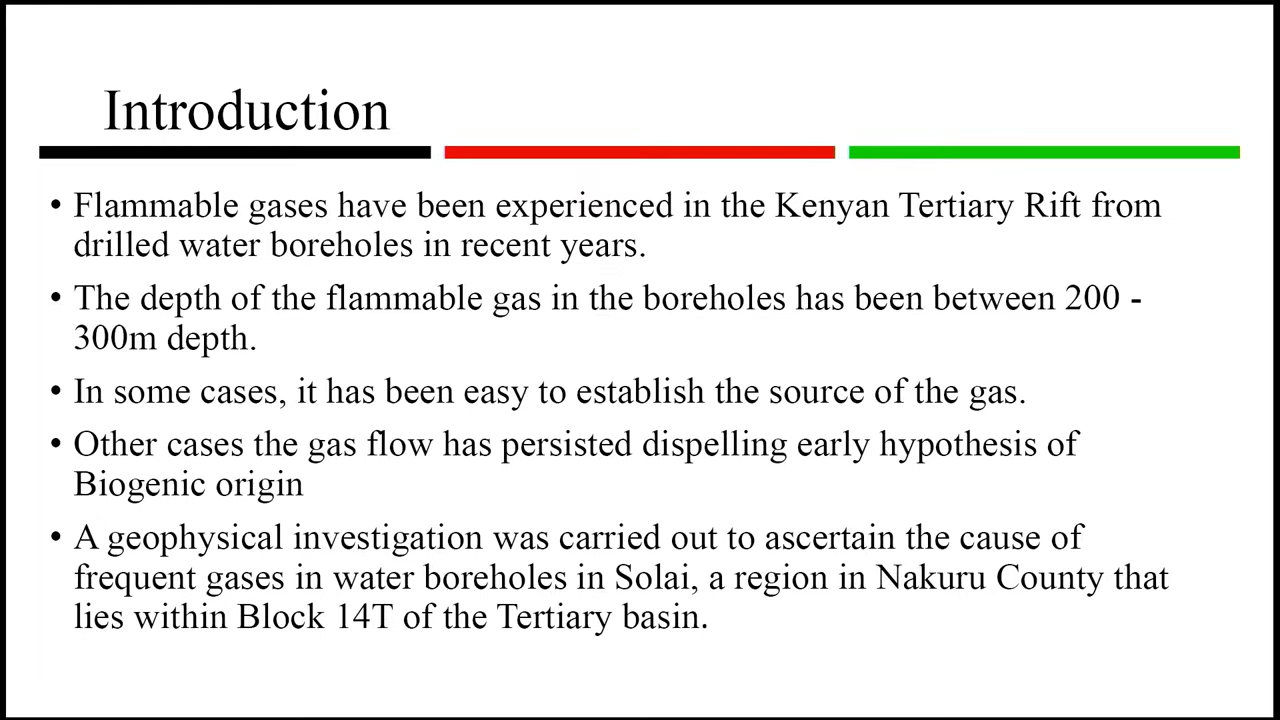 Introduction
• Flammable gases have been experienced in the Kenyan Tertiary Rift from
drilled water boreholes in recent years.
• The depth of the flammable gas in the boreholes has been between 200 -
300m depth.
• In some cases, it has been easy to establish the source of the gas.
• Other cases the gas flow has persisted dispelling early hypothesis of
Biogenic origin
• A geophysical investigation was carried out to ascertain the cause of
frequent gases in water boreholes in Solai, a region in Nakuru County that
lies within Block 14T of the Tertiary basin.